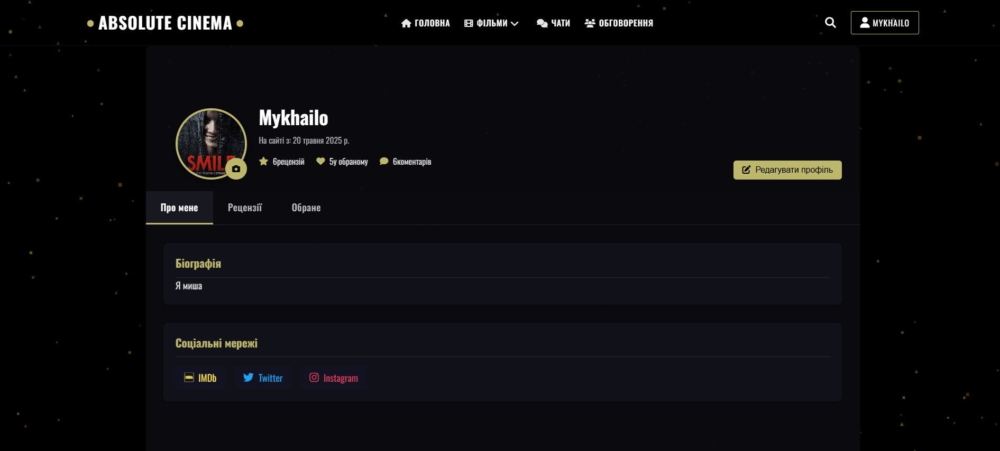 ABSOLUTE CINEMA
ГОЛОВНА
ФІЛЬМИ
ЧАТИ
ОБГОВОРЕННЯ
MYKHAILO
SMILE
Mykhailo
На сайті з: 20 травня 2025 р.
6рецензій
5у обраному
6коментарів
Редагувати профіль
Про мене
Рецензії
Обране
Біографія
Я миша
Соціальні мережі
IMDb
Twitter
Instagram